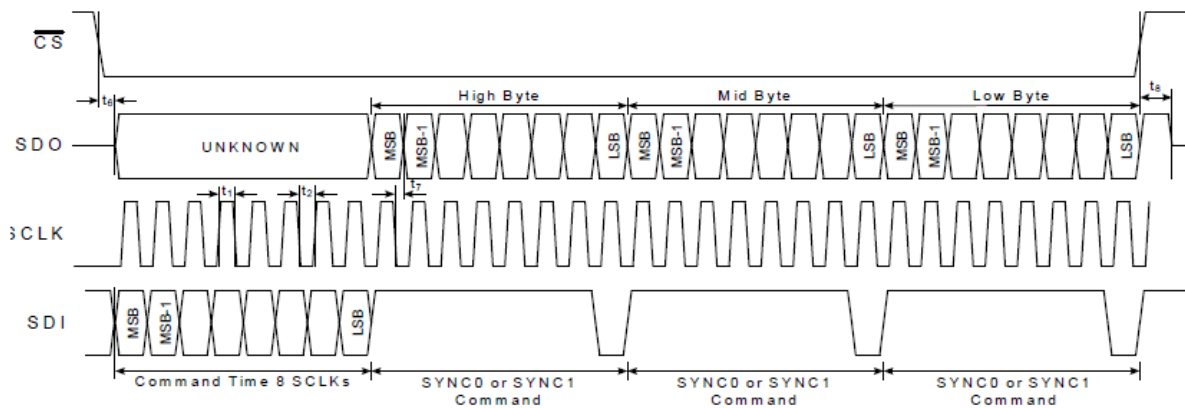 CS
High Byte
Mid Byte
Low Byte
t6
t8
SDO
UNKNOWN
MSB
MSB-1
LSB
MSB
MSB-1
LSB
MSB
MSB-1
LSB
t1
t2
t7
SCLK
SDI
MSB
MSB-1
LSB
Command Time 8 SCLKs
SYNC0 or SYNC1
Command
SYNC0 or SYNC1
Command
SYNC0 or SYNC1
Command